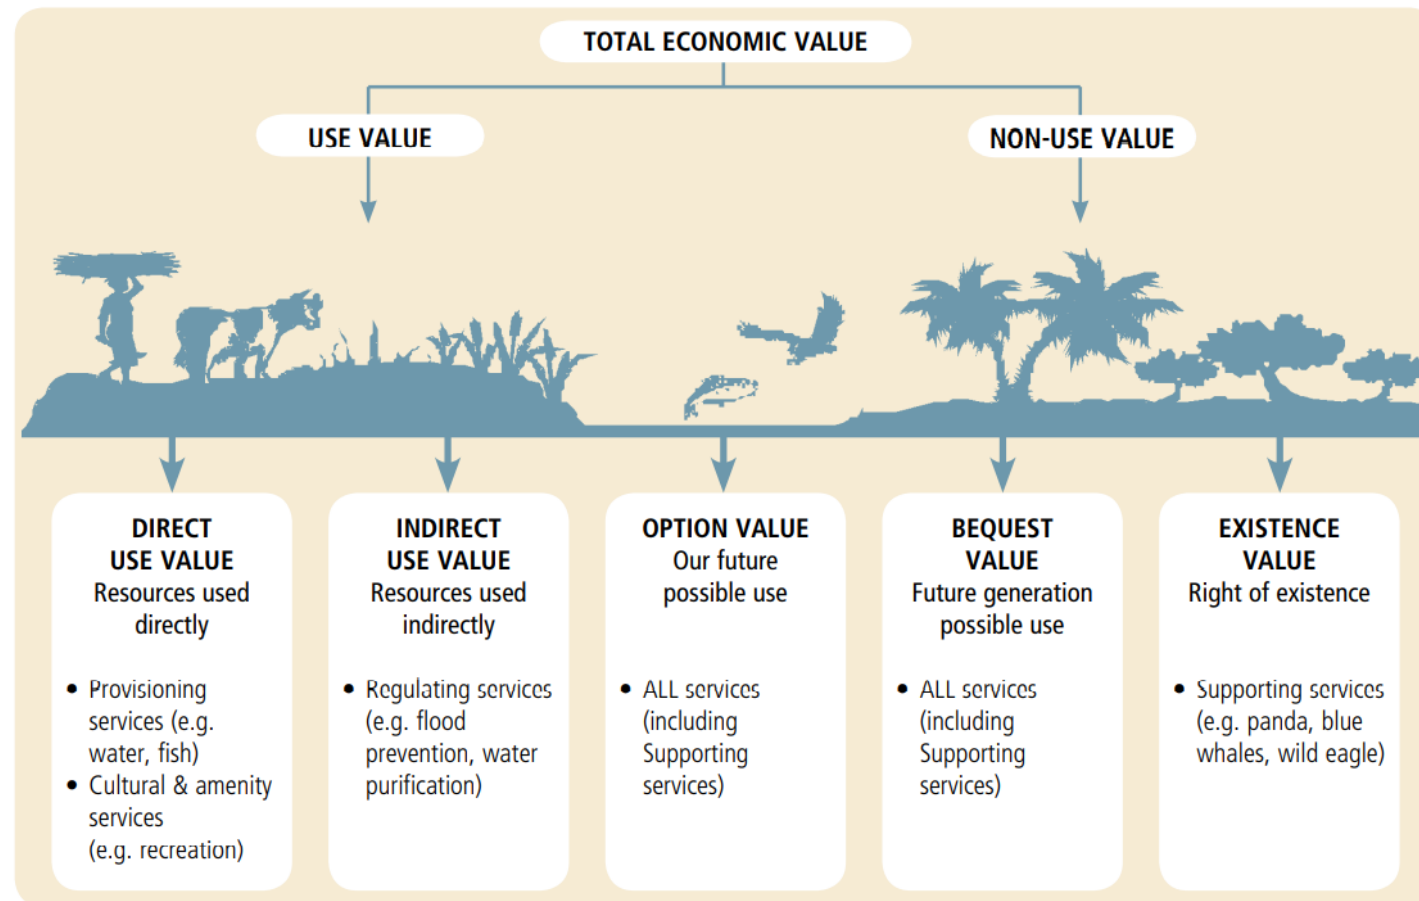 TOTAL ECONOMIC VALUE
USE VALUE
NON-USE VALUE
DIRECT
USE VALUE
Resources used
directly
• Provisioning
services (e.g.
water, fish)
• Cultural & amenity
services
(e.g. recreation)
INDIRECT
USE VALUE
Resources used
indirectly
• Regulating services
(e.g. flood
prevention, water
purification)
OPTION VALUE
Our future
possible use
• ALL services
(including
Supporting
services)
BEQUEST
VALUE
Future generation
possible use
• ALL services
(including
Supporting
services)
EXISTENCE
VALUE
Right of existence
• Supporting services
(e.g. panda, blue
whales, wild eagle)